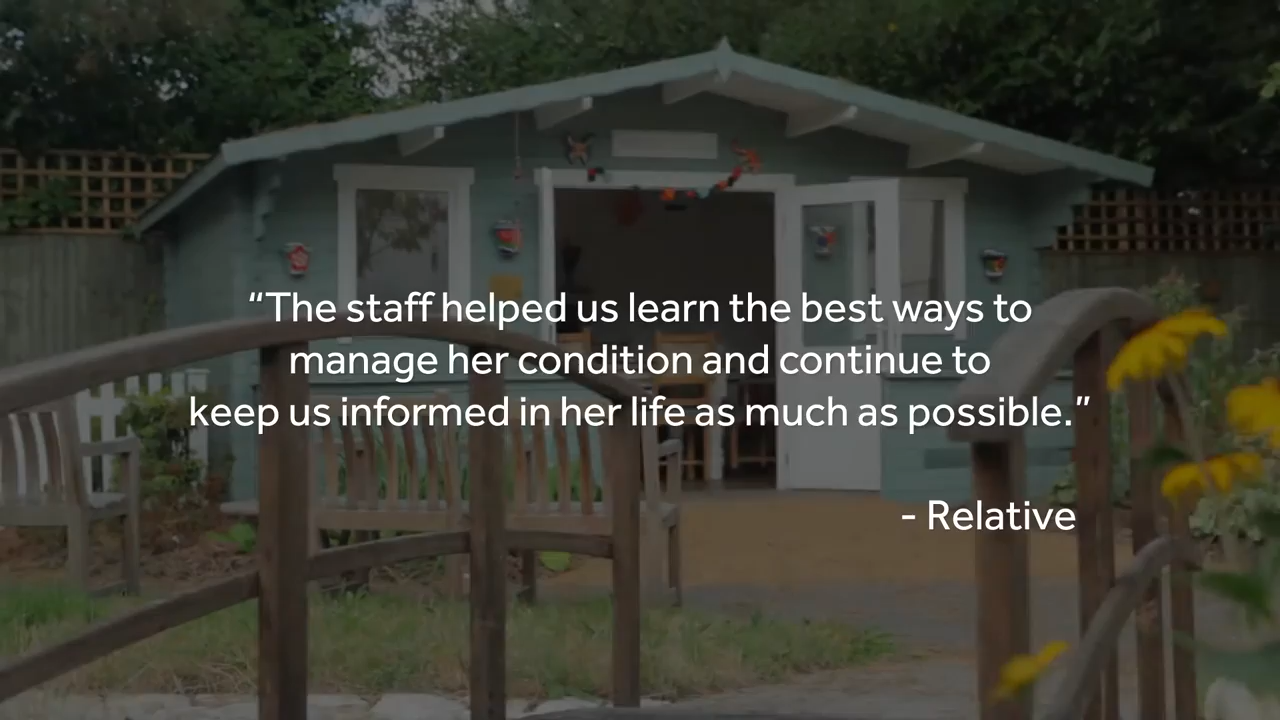 “The staff helped us learn the best ways to
manage her condition and continue to
keep us informed in her life as much as possible.”
- Relative